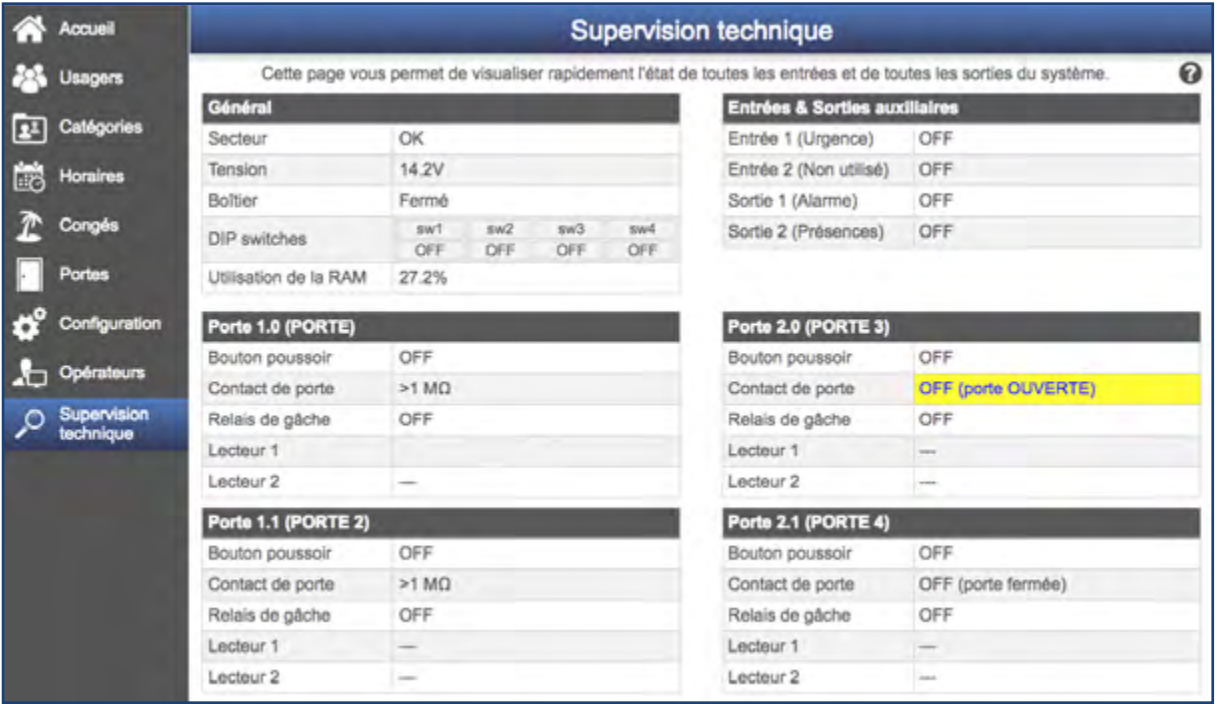 Accueil
Usagers
Catégories
Horaires
Congés
Portes
Configuration
Opérateurs
Supervision
technique
Supervision technique
Cette page vous permet de visualiser rapidement l'état de toutes les entrées et de toutes les sorties du système.
?
Général
Secteur OK
Tension 14.2V
Boîtier Fermé
DIP switches sw1 sw2 sw3 sw4
OFF OFF OFF OFF
Utilisation de la RAM 27.2%
Entrées & Sorties auxiliaires
Entrée 1 (Urgence) OFF
Entrée 2 (Non utilisé) OFF
Sortie 1 (Alarme) OFF
Sortie 2 (Présences) OFF
Porte 1.0 (PORTE)
Bouton poussoir OFF
Contact de porte >1 MΩ
Relais de gâche OFF
Lecteur 1
Lecteur 2 ---
Porte 2.0 (PORTE 3)
Bouton poussoir OFF
Contact de porte OFF (porte OUVERTE)
Relais de gâche OFF
Lecteur 1 ---
Lecteur 2 ---
Porte 1.1 (PORTE 2)
Bouton poussoir OFF
Contact de porte >1 MΩ
Relais de gâche OFF
Lecteur 1 ---
Lecteur 2 ---
Porte 2.1 (PORTE 4)
Bouton poussoir OFF
Contact de porte OFF (porte fermée)
Relais de gâche OFF
Lecteur 1 ---
Lecteur 2 ---